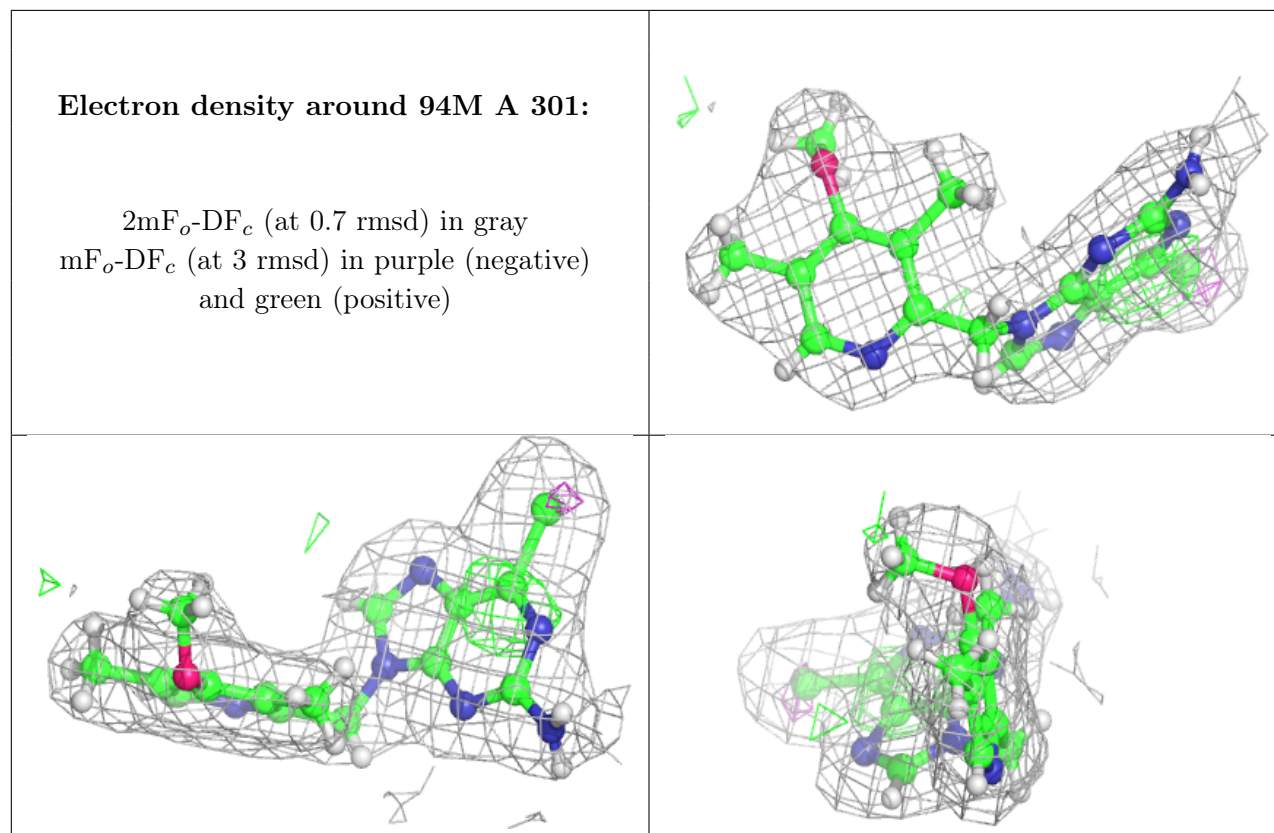 Electron density around 94M A 301:
2mFo-DFc (at 0.7 rmsd) in gray
mFo-DFc (at 3 rmsd) in purple (negative)
and green (positive)